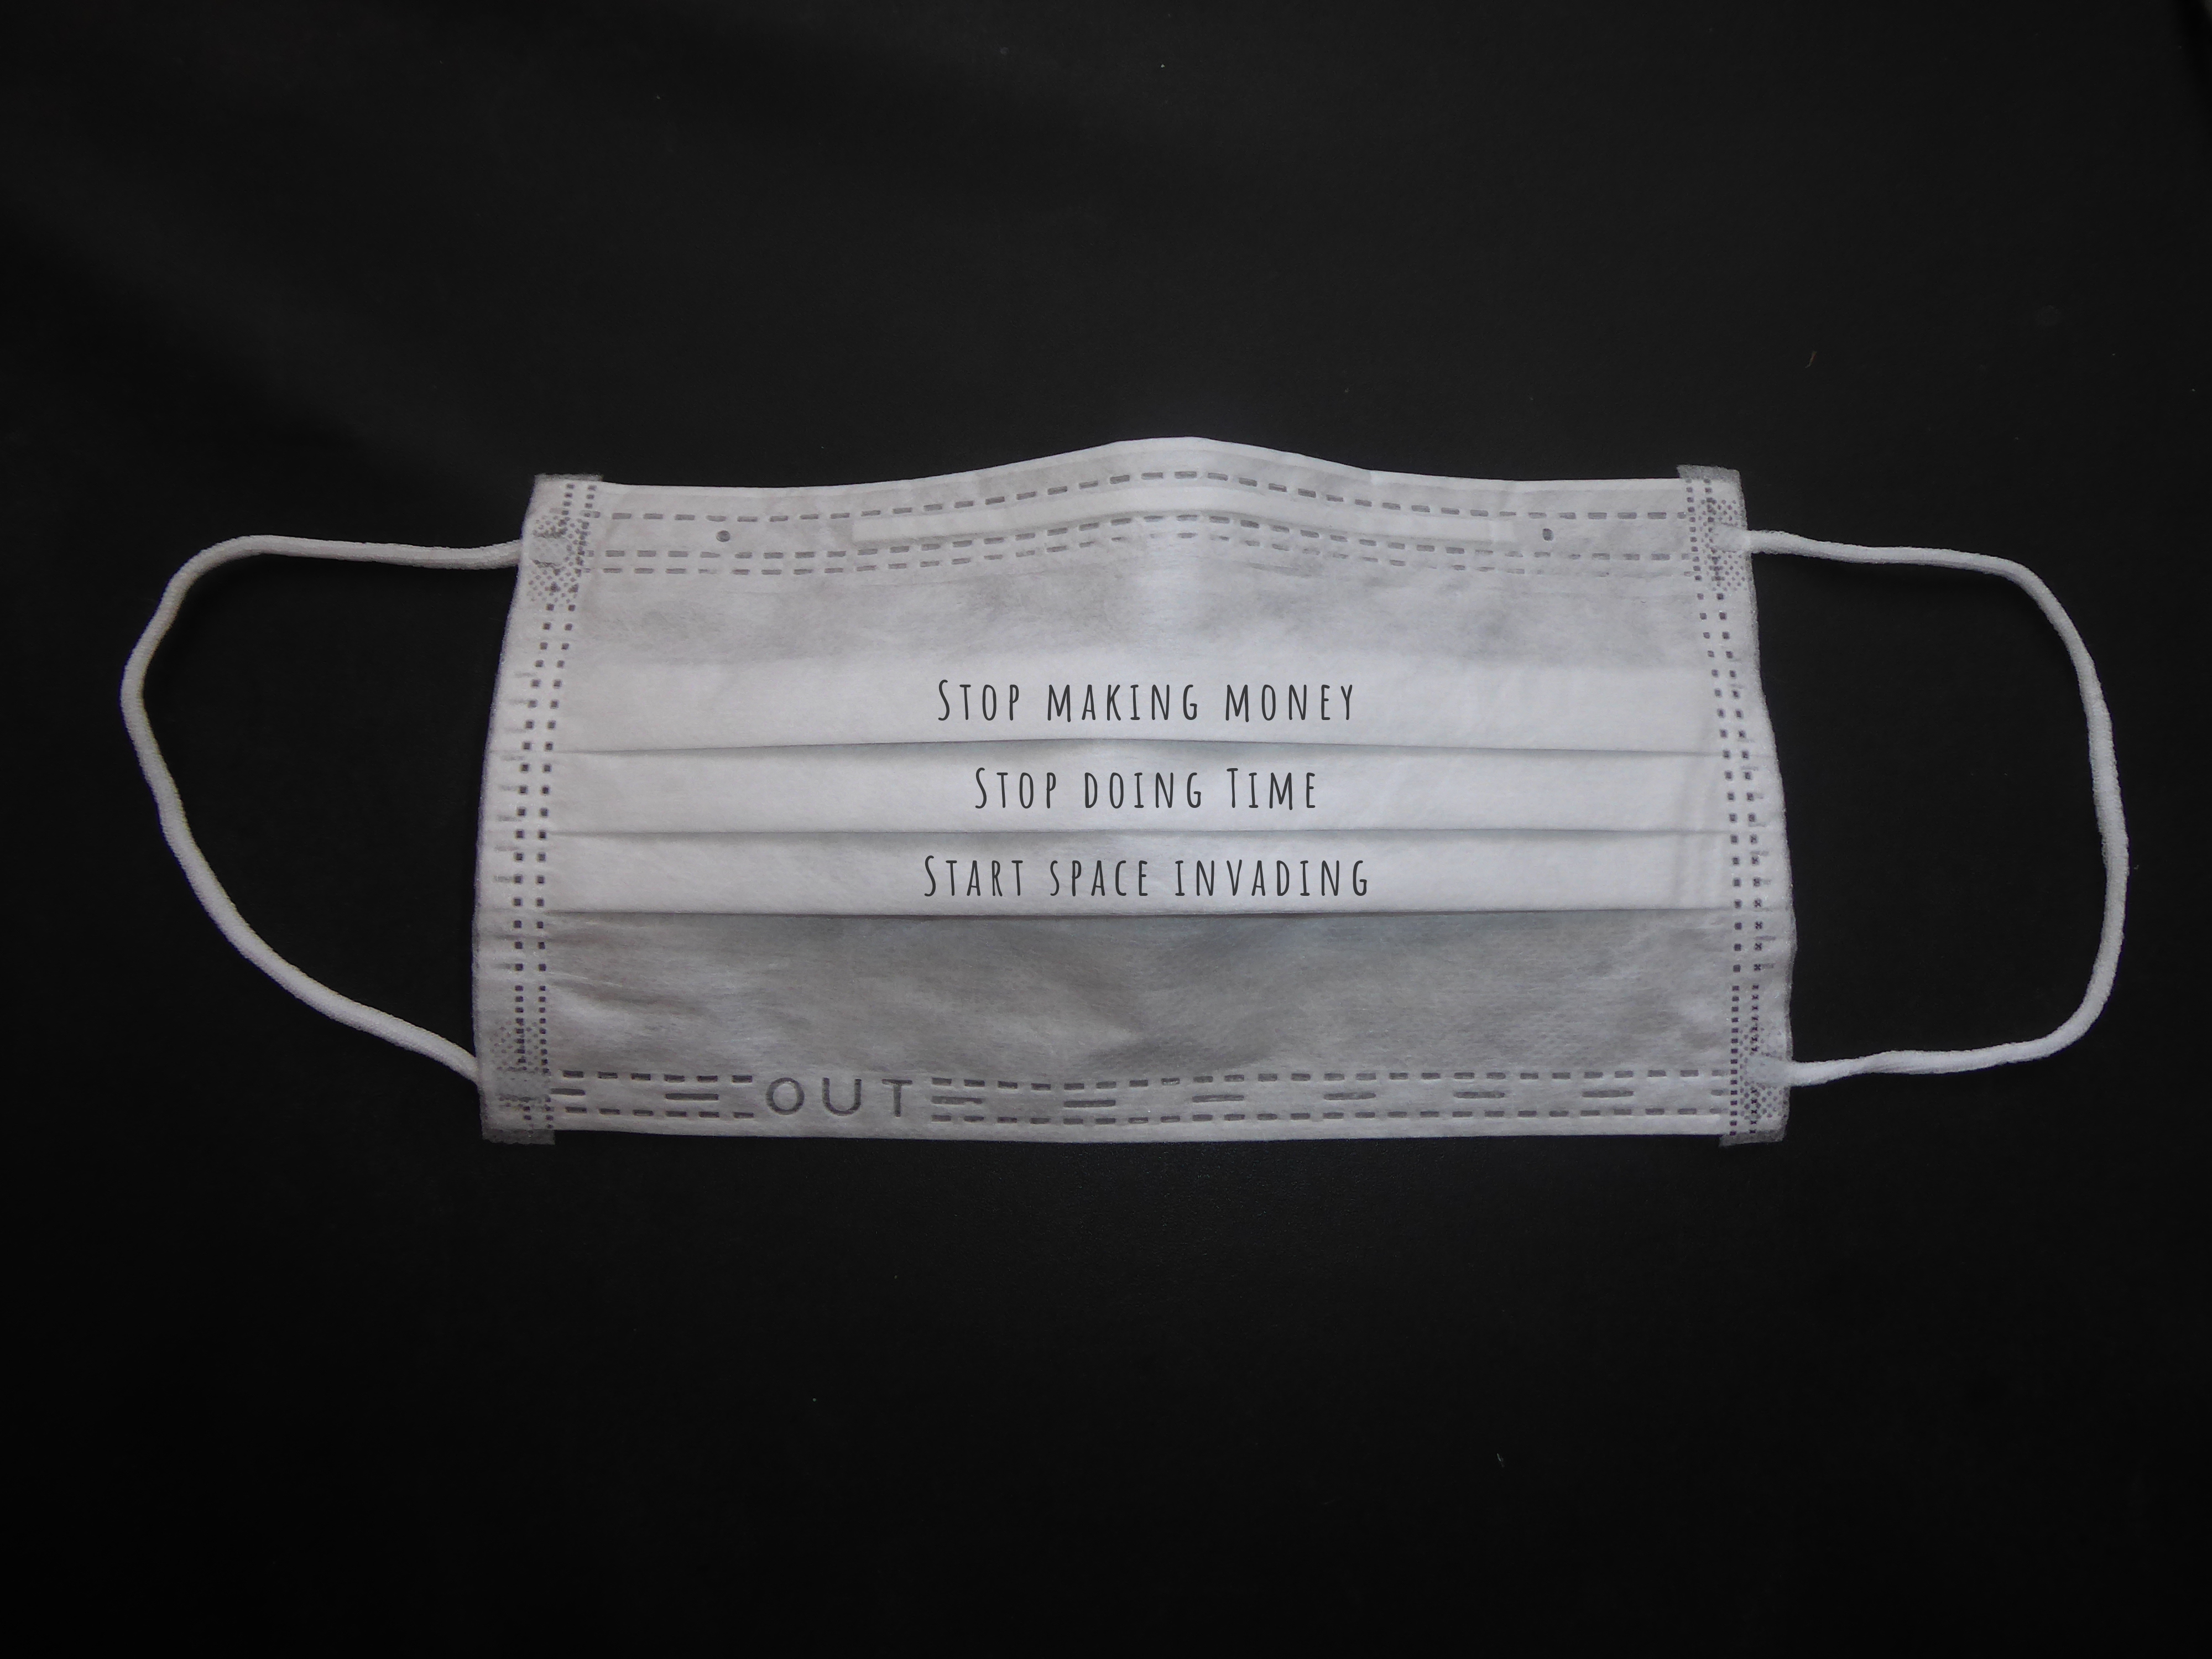 Stop making money
Stop doing Time
Start space invading
OUT